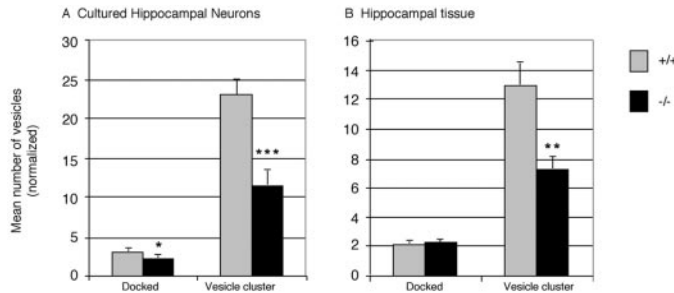 A Cultured Hippocampal Neurons
B Hippocampal tissue
Mean number of vesicles
(normalized)
30
25
20
15
10
5
0
***
*
Docked
Vesicle cluster
16
14
12
10
8
6
4
2
0
**
Docked
Vesicle cluster
+/+
-/-